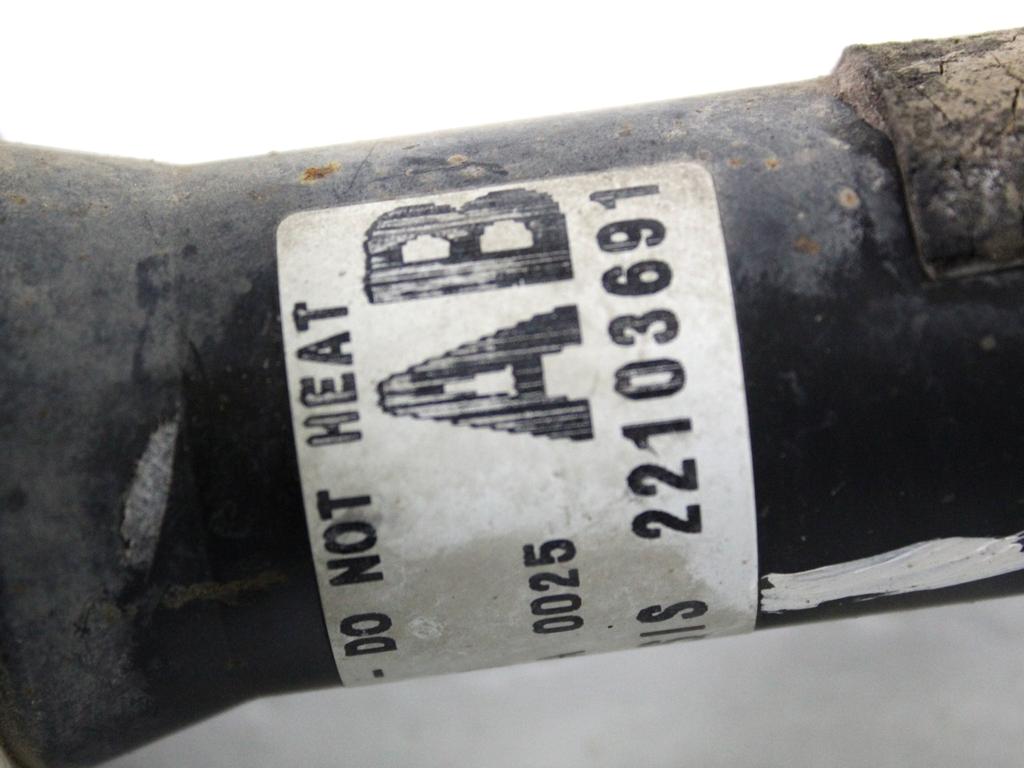 - DO NOT HEAT
AB
0025
22103691